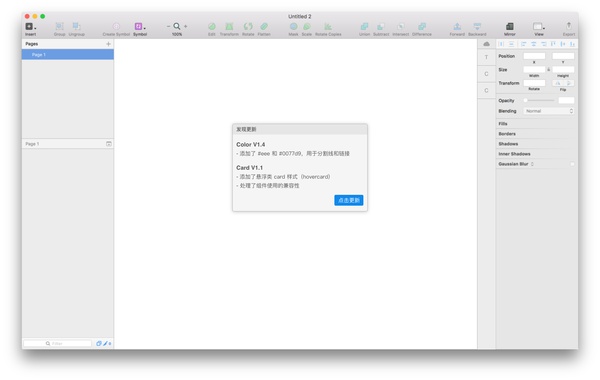 Untitled 2
Insert
Group
Ungroup
Create Symbol
Symbol
100%
Edit
Transform
Rotate
Flatten
Mask
Scale
Rotate Copies
Union
Subtract
Intersect
Difference
Forward
Backward
Mirror
View
Export
Pages
Page 1
Page 1
Filter
T
C
C
发现更新
Color V1.4
- 添加了 #eee 和 #0077d9，用于分割线和链接
Card V1.1
- 添加了悬浮类 card 样式（hovercard）
- 处理了组件使用的兼容性
点击更新
Position
X
Y
Size
Width
Height
Transform
Rotate
Flip
Opacity
Blending
Normal
Fills
Borders
Shadows
Inner Shadows
Gaussian Blur